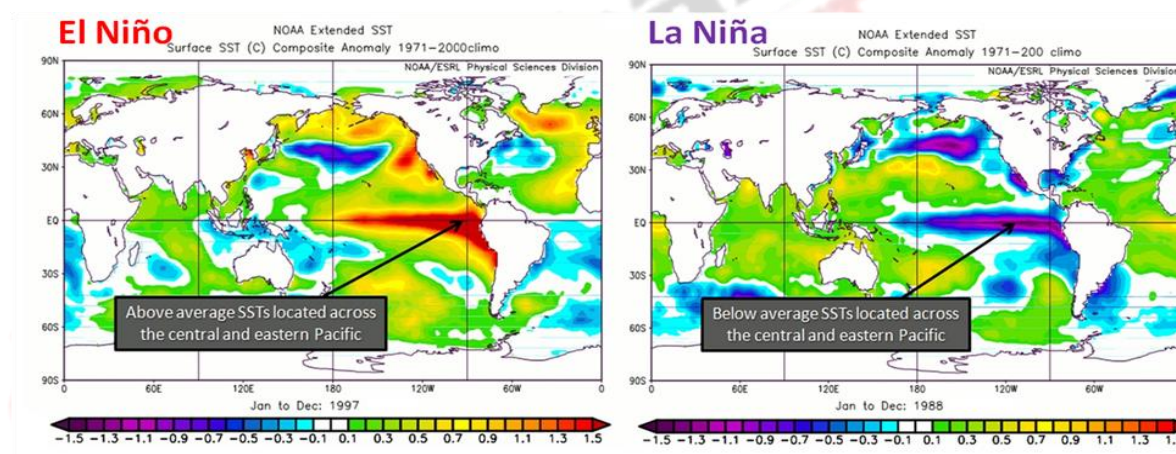 El Niño
NOAA Extended SST
Surface SST (C) Composite Anomaly 1971-2000climo
NOAA/ESRL Physical Sciences Division
90N
60N
30N
EQ
30S
60S
90S
Above average SSTs located across
the central and eastern Pacific
0 60E 120E 180 120W 60W 0
Jan to Dec: 1997
-1.5 -1.3 -1.1 -0.9 -0.7 -0.5 -0.3 -0.1 0.1 0.3 0.5 0.7 0.9 1.1 1.3 1.5
La Niña
NOAA Extended SST
Surface SST (C) Composite Anomaly 1971-200 climo
NOAA/ESRL Physical Sciences Division
90N
60N
30N
EQ
30S
60S
90S
Below average SSTs located across
the central and eastern Pacific
0 60E 120E 180 120W 60W
Jan to Dec: 1988
-1.5 -1.3 -1.1 -0.9 -0.7 -0.5 -0.3 -0.1 0.1 0.3 0.5 0.7 0.9 1.1 1.3